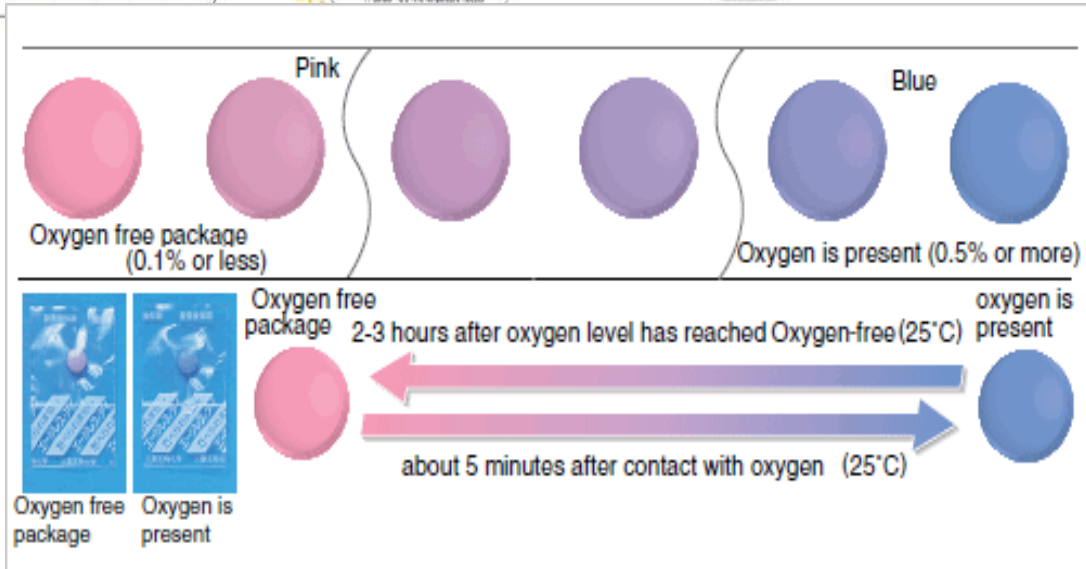 Pink
Blue
Oxygen free package
(0.1% or less)
Oxygen is present (0.5% or more)
Oxygen free
package
2-3 hours after oxygen level has reached Oxygen-free (25°C)
oxygen is
present
about 5 minutes after contact with oxygen (25°C)
Oxygen free
package
Oxygen is
present